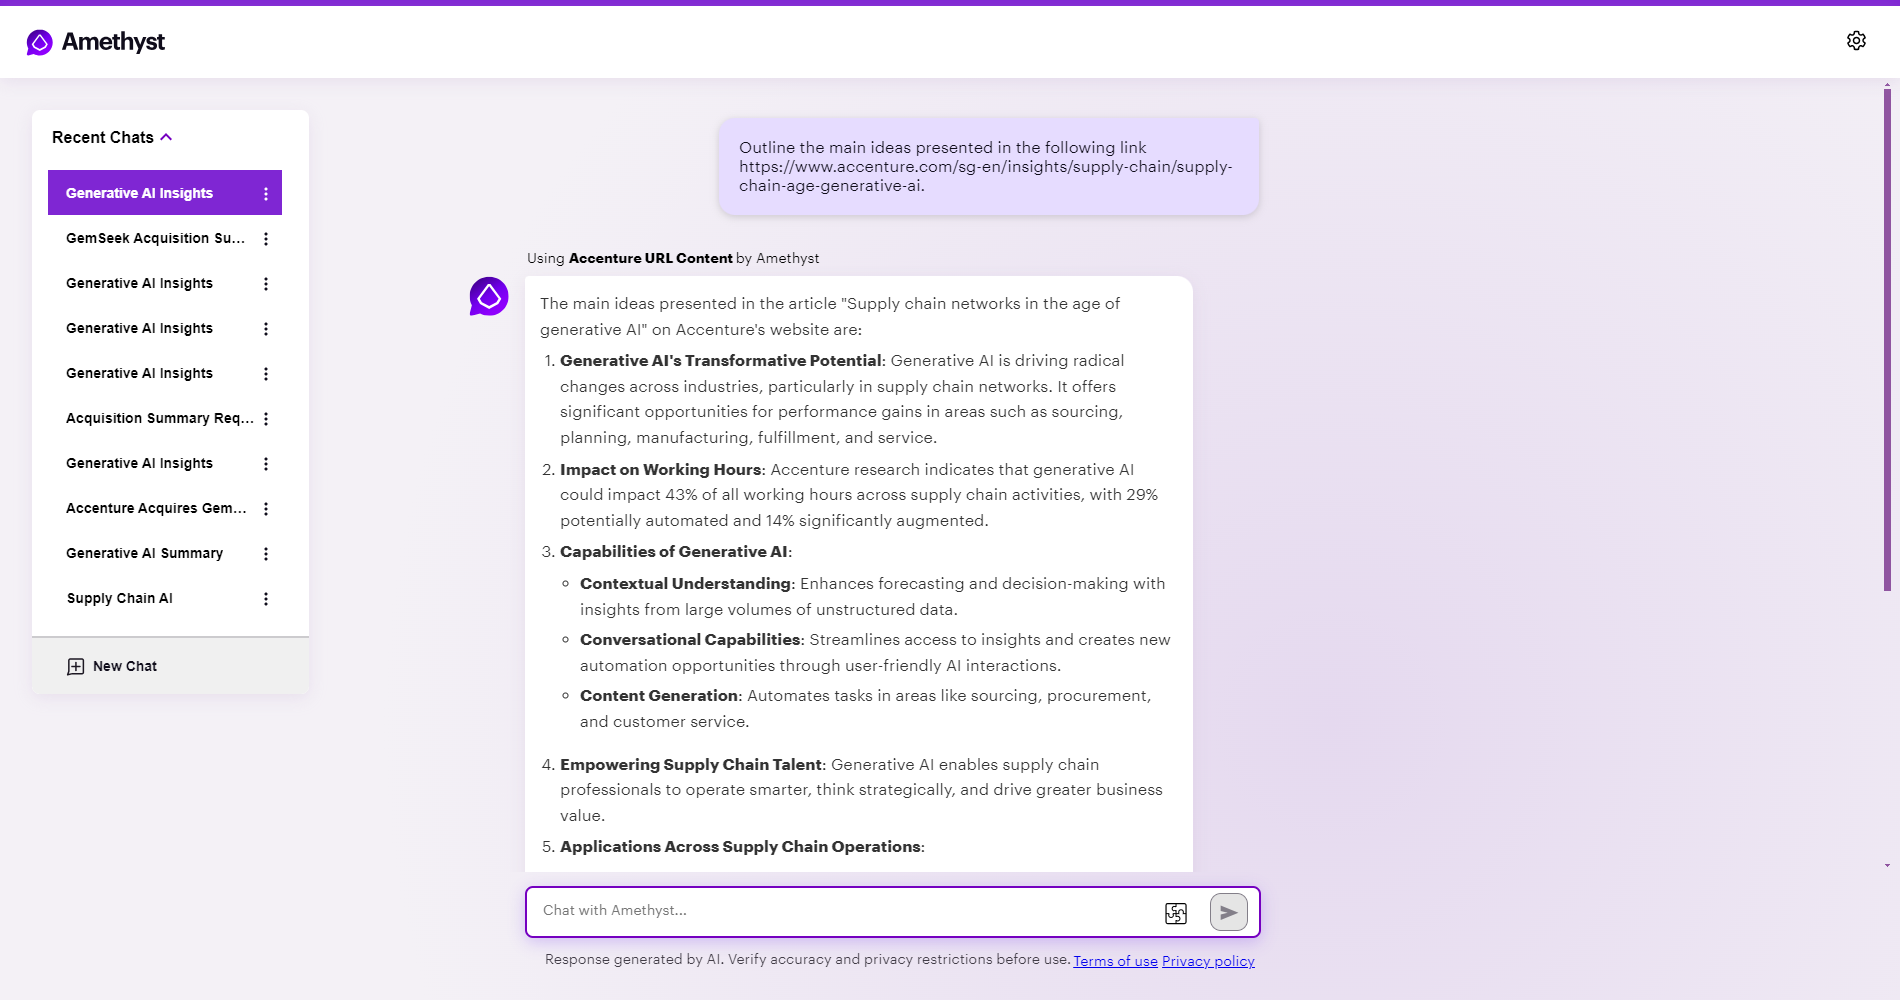 Amethyst
Recent Chats
Generative AI Insights
GemSeek Acquisition Su...
Generative AI Insights
Generative AI Insights
Generative AI Insights
Acquisition Summary Req...
Generative AI Insights
Accenture Acquires Gem...
Generative AI Summary
Supply Chain AI
New Chat
Outline the main ideas presented in the following link
https://www.accenture.com/sg-en/insights/supply-chain/supply-
chain-age-generative-ai.
Using Accenture URL Content by Amethyst
The main ideas presented in the article "Supply chain networks in the age of
generative AI" on Accenture's website are:
1. Generative AI's Transformative Potential: Generative AI is driving radical
changes across industries, particularly in supply chain networks. It offers
significant opportunities for performance gains in areas such as sourcing,
planning, manufacturing, fulfillment, and service.
2. Impact on Working Hours: Accenture research indicates that generative AI
could impact 43% of all working hours across supply chain activities, with 29%
potentially automated and 14% significantly augmented.
3. Capabilities of Generative AI:
Contextual Understanding: Enhances forecasting and decision-making with
insights from large volumes of unstructured data.
Conversational Capabilities: Streamlines access to insights and creates new
automation opportunities through user-friendly AI interactions.
Content Generation: Automates tasks in areas like sourcing, procurement,
and customer service.
4. Empowering Supply Chain Talent: Generative AI enables supply chain
professionals to operate smarter, think strategically, and drive greater business
value.
5. Applications Across Supply Chain Operations:
Chat with Amethyst...
Response generated by AI. Verify accuracy and privacy restrictions before use. Terms of use Privacy policy